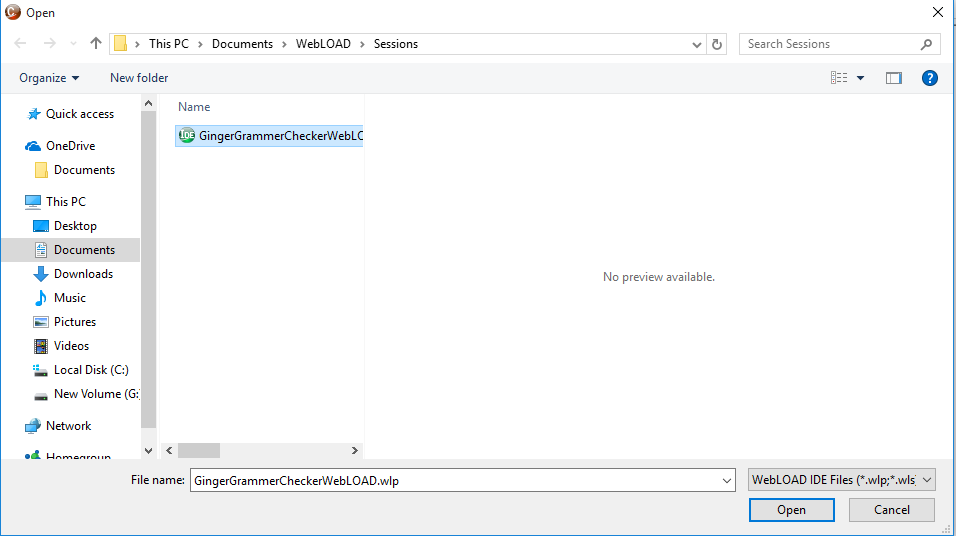 Open
This PC > Documents > WebLOAD > Sessions
Search Sessions
Organize
New folder
?
Quick access
OneDrive
Documents
This PC
Desktop
Documents
Downloads
Music
Pictures
Videos
Local Disk (C:)
New Volume (G:
Network
Homegroup
Name
IDE GingerGrammerCheckerWebLO
No preview available.
File name:
GingerGrammerCheckerWebLOAD.wlp
WebLOAD IDE Files (*.wlp;*.wls
Open
Cancel